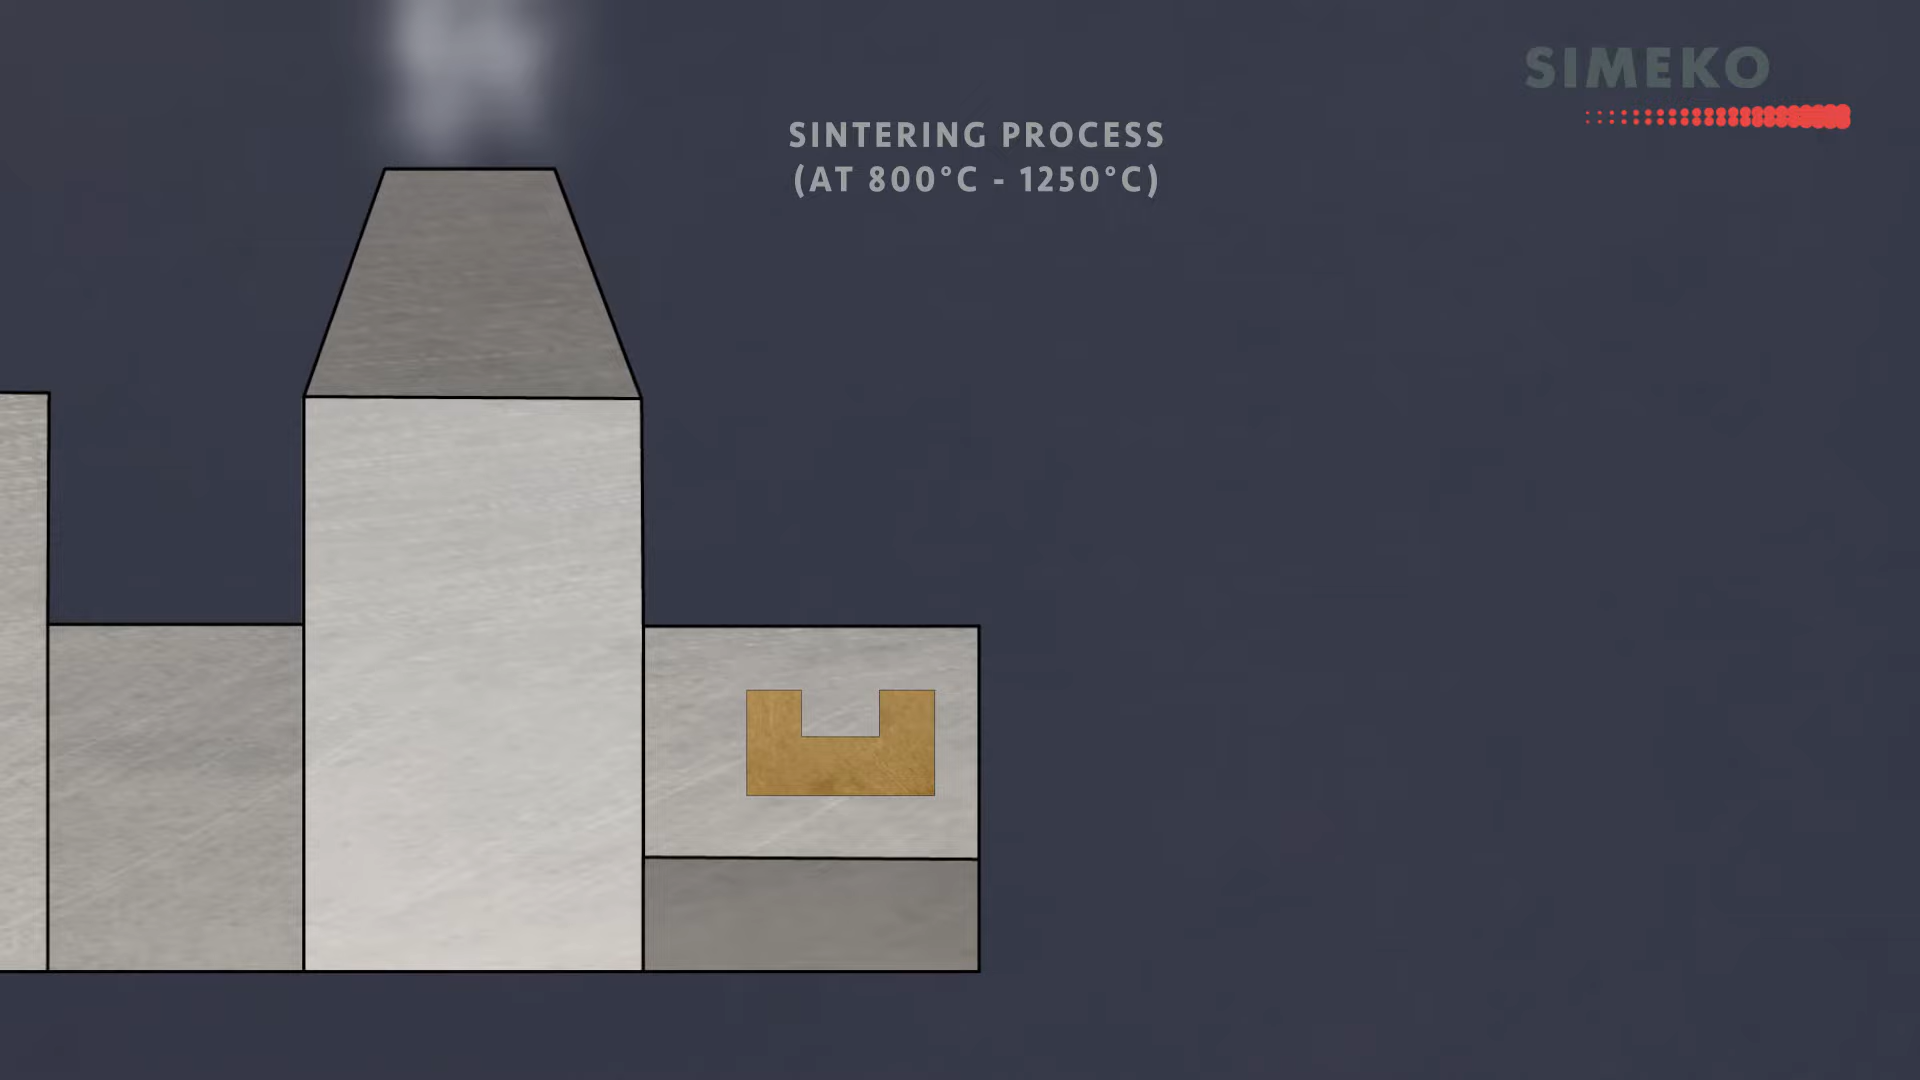 SIMEKO
SINTERING PROCESS
(AT 800°C - 1250°C)